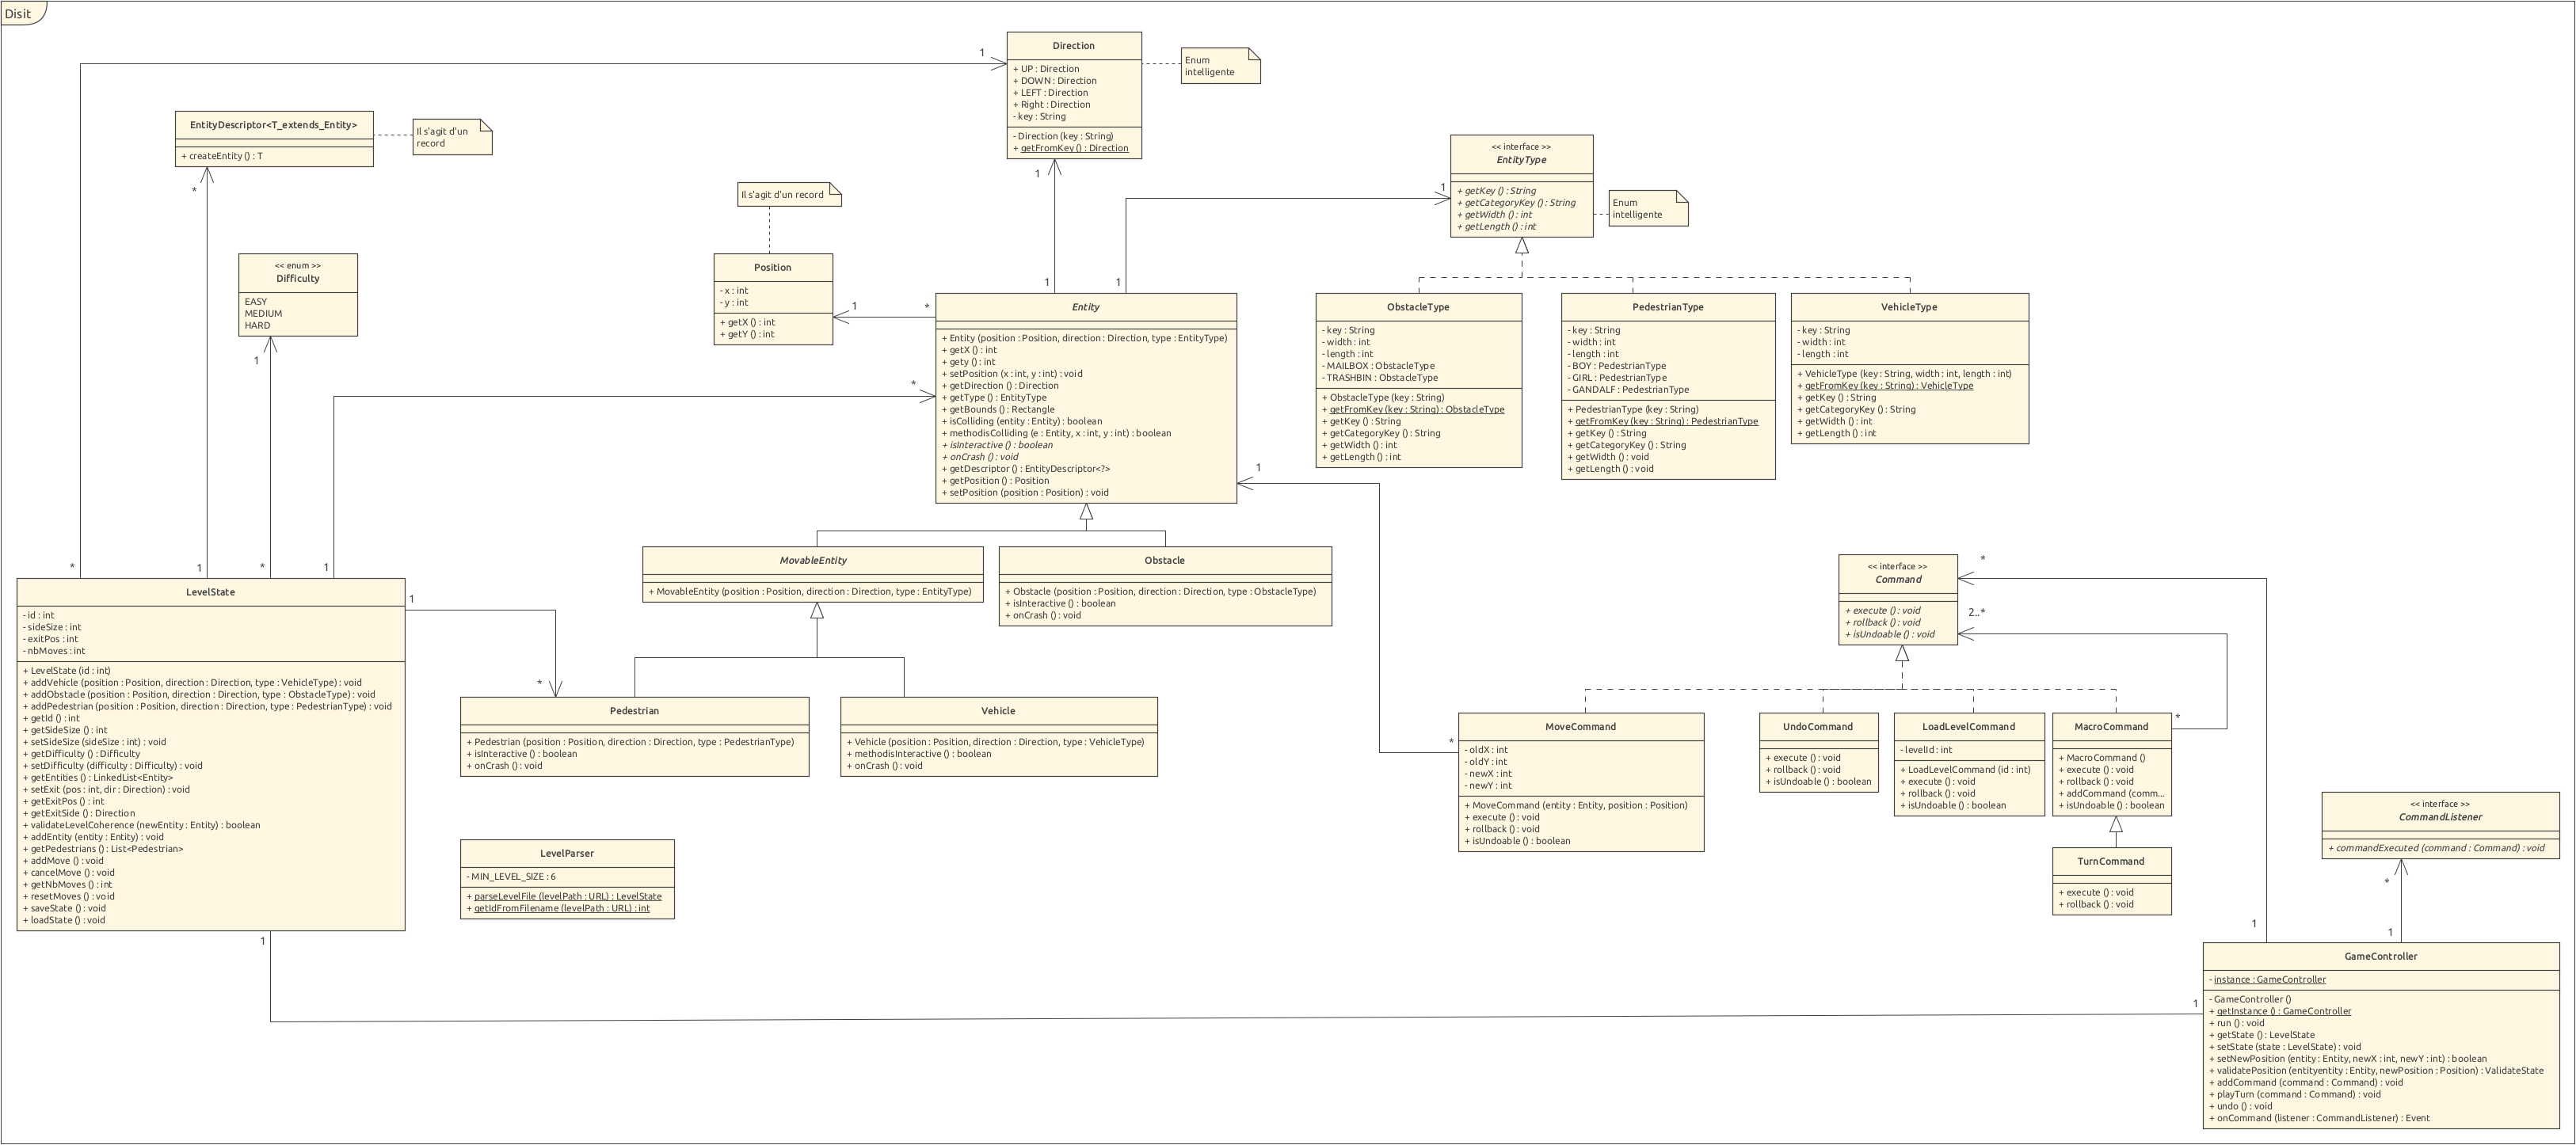 Disit
Direction
+ UP : Direction
+ DOWN : Direction
+ LEFT : Direction
+ Right : Direction
- key : String
- Direction (key : String)
+ getFromKey () : Direction
Enum
intelligente
1
1
1
EntityDescriptor<T_extends_Entity>
+ createEntity () : T
Il s'agit d'un
record
*
<< enum >>
Difficulty
EASY
MEDIUM
HARD
1
Il s'agit d'un record
Position
- x : int
- y : int
+ getX () : int
+ getY () : int
1
*
<< interface >>
EntityType
+ getKey () : String
+ getCategoryKey () : String
+ getWidth () : int
+ getLength () : int
Enum
intelligente
1
1
*
Entity
+ Entity (position : Position, direction : Direction, type : EntityType)
+ getX () : int
+ gety () : int
+ setPosition (x : int, y : int) : void
+ getDirection () : Direction
+ getType () : EntityType
+ getBounds () : Rectangle
+ isColliding (entity : Entity) : boolean
+ methodisColliding (e : Entity, x : int, y : int) : boolean
+ isInteractive () : boolean
+ onCrash () : void
+ getDescriptor () : EntityDescriptor<?>
+ getPosition () : Position
+ setPosition (position : Position) : void
1
ObstacleType
- key : String
- width : int
- length : int
- MAILBOX : ObstacleType
- TRASHBIN : ObstacleType
+ ObstacleType (key : String)
+ getFromKey (key : String) : ObstacleType
+ getKey () : String
+ getCategoryKey () : String
+ getWidth () : int
+ getLength () : int
PedestrianType
- key : String
- width : int
- length : int
- BOY : PedestrianType
- GIRL : PedestrianType
- GANDALF : PedestrianType
+ PedestrianType (key : String)
+ getFromKey (key : String) : PedestrianType
+ getKey () : String
+ getCategoryKey () : String
+ getWidth () : void
+ getLength () : void
VehicleType
- key : String
- width : int
- length : int
+ VehicleType (key : String, width : int, length : int)
+ getFromKey (key : String) : VehicleType
+ getKey () : String
+ getCategoryKey () : String
+ getWidth () : int
+ getLength () : int
MovableEntity
+ MovableEntity (position : Position, direction : Direction, type : EntityType)
Obstacle
+ Obstacle (position : Position, direction : Direction, type : ObstacleType)
+ isInteractive () : boolean
+ onCrash () : void
*
1
*
1
LevelState
- id : int
- sideSize : int
- exitPos : int
- nbMoves : int
+ LevelState (id : int)
+ addVehicle (position : Position, direction : Direction, type : VehicleType) : void
+ addObstacle (position : Position, direction : Direction, type : ObstacleType) : void
+ addPedestrian (position : Position, direction : Direction, type : PedestrianType) : void
+ getId () : int
+ getSideSize () : int
+ setSideSize (sideSize : int) : void
+ getDifficulty () : Difficulty
+ setDifficulty (difficulty : Difficulty) : void
+ getEntities () : LinkedList<Entity>
+ setExit (pos : int, dir : Direction) : void
+ getExitPos () : int
+ getExitSide () : Direction
+ validateLevelCoherence (newEntity : Entity) : boolean
+ addEntity (entity : Entity) : void
+ getPedestrians () : List<Pedestrian>
+ addMove () : void
+ cancelMove () : void
+ getNbMoves () : int
+ resetMoves () : void
+ saveState () : void
+ loadState () : void
1
*
1
Pedestrian
+ Pedestrian (position : Position, direction : Direction, type : PedestrianType)
+ isInteractive () : boolean
+ onCrash () : void
Vehicle
+ Vehicle (position : Position, direction : Direction, type : VehicleType)
+ methodisInteractive () : boolean
+ onCrash () : void
LevelParser
- MIN_LEVEL_SIZE : 6
+ parseLevelFile (levelPath : URL) : LevelState
+ getIdFromFilename (levelPath : URL) : int
<< interface >>
Command
+ execute () : void
+ rollback () : void
+ isUndoable () : void
*
2..*
*
*
MoveCommand
- oldX : int
- oldY : int
- newX : int
- newY : int
+ MoveCommand (entity : Entity, position : Position)
+ execute () : void
+ rollback () : void
+ isUndoable () : boolean
UndoCommand
+ execute () : void
+ rollback () : void
+ isUndoable () : boolean
LoadLevelCommand
- levelId : int
+ LoadLevelCommand (id : int)
+ execute () : void
+ rollback () : void
+ isUndoable () : boolean
MacroCommand
+ MacroCommand ()
+ execute () : void
+ rollback () : void
+ addCommand (comm...
+ isUndoable () : boolean
TurnCommand
+ execute () : void
+ rollback () : void
<< interface >>
CommandListener
+ commandExecuted (command : Command) : void
*
1
1
1
GameController
- instance : GameController
- GameController ()
+ getInstance () : GameController
+ run () : void
+ getState () : LevelState
+ setState (state : LevelState) : void
+ setNewPosition (entity : Entity, newX : int, newY : int) : boolean
+ validatePosition (entityentity : Entity, newPosition : Position) : ValidateState
+ addCommand (command : Command) : void
+ playTurn (command : Command) : void
+ undo () : void
+ onCommand (listener : CommandListener) : Event